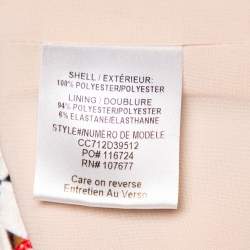 SHELL / EXTÉRIEUR:
100% POLYESTER/POLYESTER
LINING / DOUBLURE
94% POLYESTER/POLYESTER
6% ELASTANE/ELASTHANNE
STYLE#/NUMÉRO DE MODÈLE
CC712D39512
PO# 116724
RN# 107677
Care on reverse
Entretien Au Verso